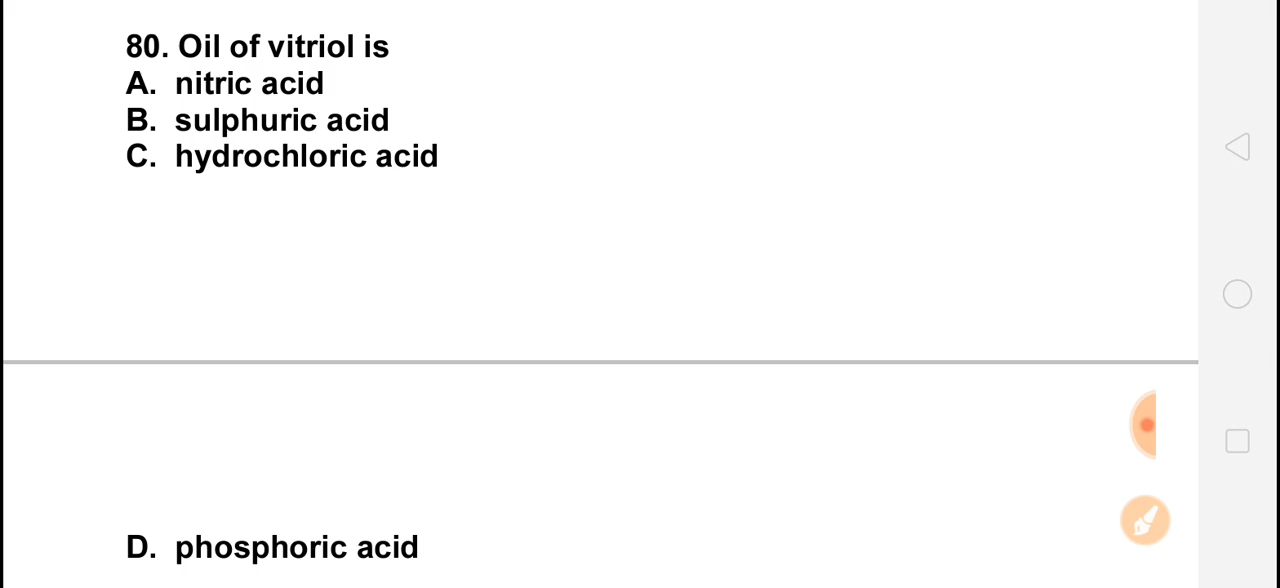 80. Oil of vitriol is
A. nitric acid
B. sulphuric acid
C. hydrochloric acid
D. phosphoric acid